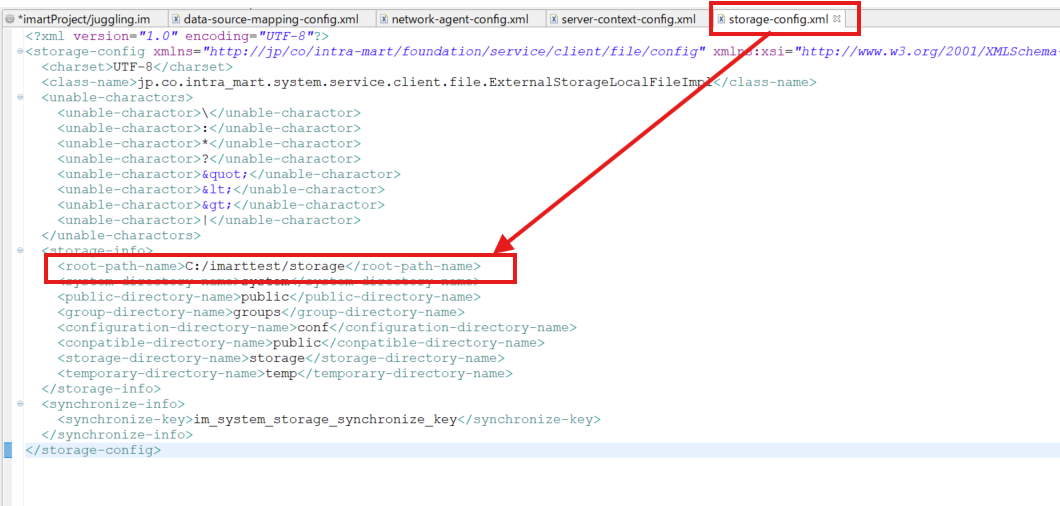 *imartProject/juggling.im data-source-mapping-config.xml network-agent-config.xml server-context-config.xml storage-config.xml
<?xml version="1.0" encoding="UTF-8"?>
<storage-config xmlns="http://jp/co/intra-mart/foundation/service/client/file/config" xmlns:xsi="http://www.w3.org/2001/XMLSchema-
<charset>UTF-8</charset>
<class-name>jp.co.intra_mart.system.service.client.file.ExternalStorageLocalFileImpl</class-name>
<unable-charactors>
<unable-charactor>\</unable-charactor>
<unable-charactor>:</unable-charactor>
<unable-charactor>*</unable-charactor>
<unable-charactor>?</unable-charactor>
<unable-charactor>&quot;</unable-charactor>
<unable-charactor>&lt;</unable-charactor>
<unable-charactor>&gt;</unable-charactor>
<unable-charactor>|</unable-charactor>
</unable-charactors>
<storage-info>
<root-path-name>C:/imarttest/storage</root-path-name>
<system-directory-name>system</system-directory-name>
<public-directory-name>public</public-directory-name>
<group-directory-name>groups</group-directory-name>
<configuration-directory-name>conf</configuration-directory-name>
<conpatible-directory-name>public</conpatible-directory-name>
<storage-directory-name>storage</storage-directory-name>
<temporary-directory-name>temp</temporary-directory-name>
</storage-info>
<synchronize-info>
<synchronize-key>im_system_storage_synchronize_key</synchronize-key>
</synchronize-info>
</storage-config>